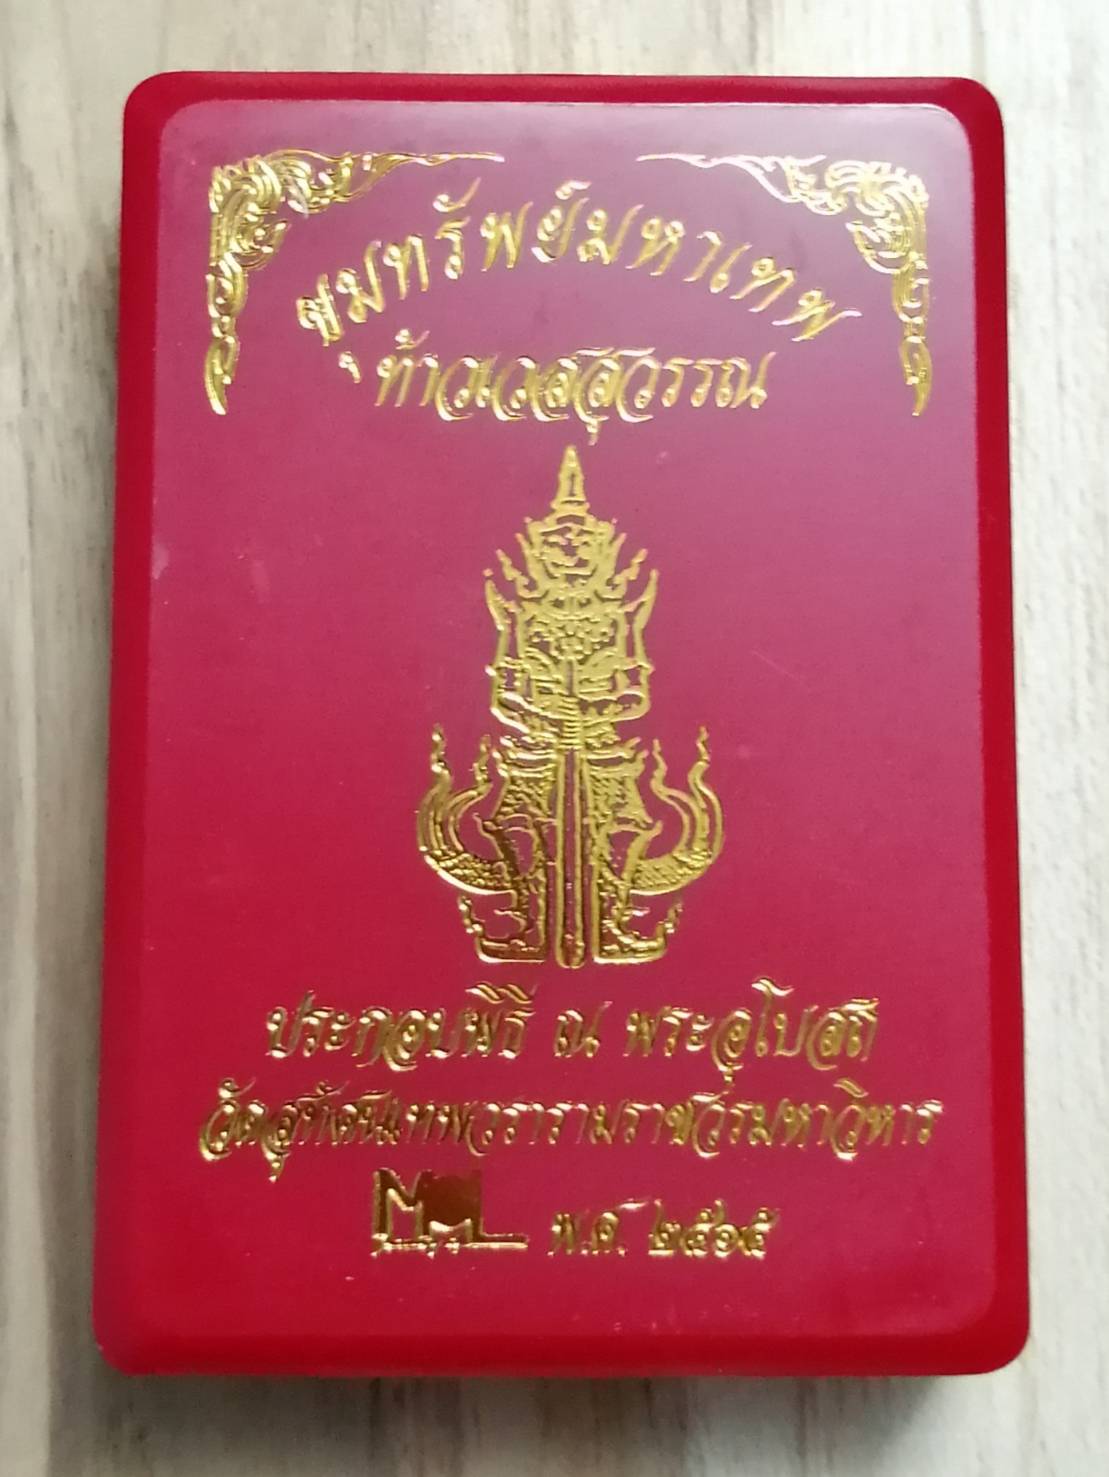 ขุมทรัพย์มหาเทพ
ท้าวเวสสุวรรณ
ประกอบพิธี ณ พระอุโบสถ
วัดสุทัศนเทพวรารามราชวรมหาวิหาร
พ.ศ. ๒๕๖๕